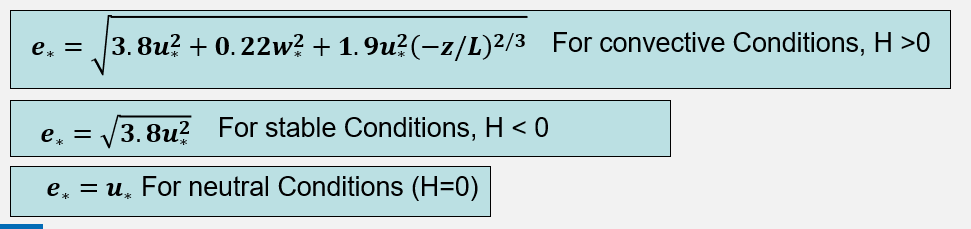 e* = √(3.8u*² + 0.22w*² + 1.9u*²(−z/L)^2/3) For convective Conditions, H >0
e* = √(3.8u*²) For stable Conditions, H < 0
e* = u* For neutral Conditions (H=0)